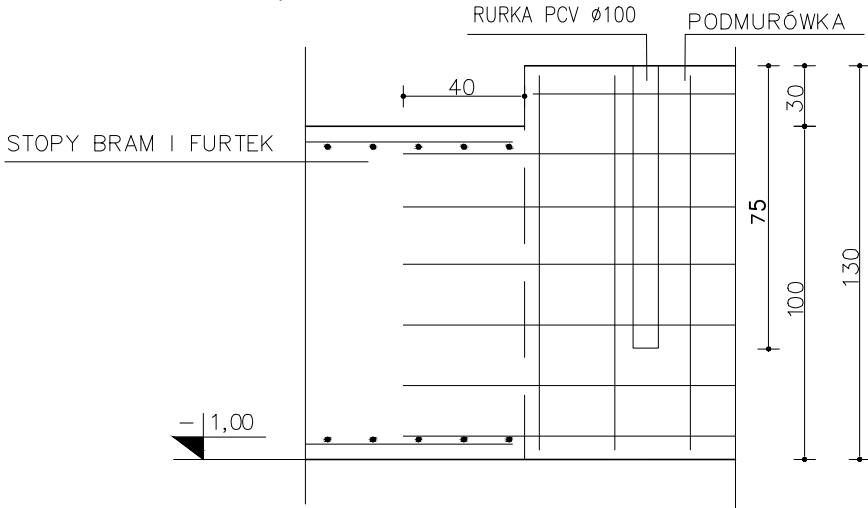 RURKA PCV ø100
PODMURÓWKA
40
30
STOPY BRAM I FURTEK
75
130
100
- 1,00